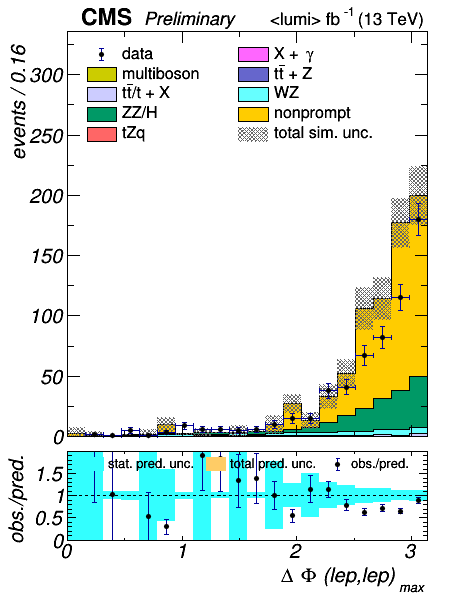 CMS Preliminary <lumi> fb⁻¹ (13 TeV)
events / 0.16
300
250
200
150
100
50
0
data
multiboson
tt̄/t + X
ZZ/H
tZq
X + γ
tt̄ + Z
WZ
nonprompt
total sim. unc.
obs./pred.
1.5
1
0.5
0
stat. pred. unc. total pred. unc. obs./pred.
0 1 2 3
Δ Φ (lep,lep) max